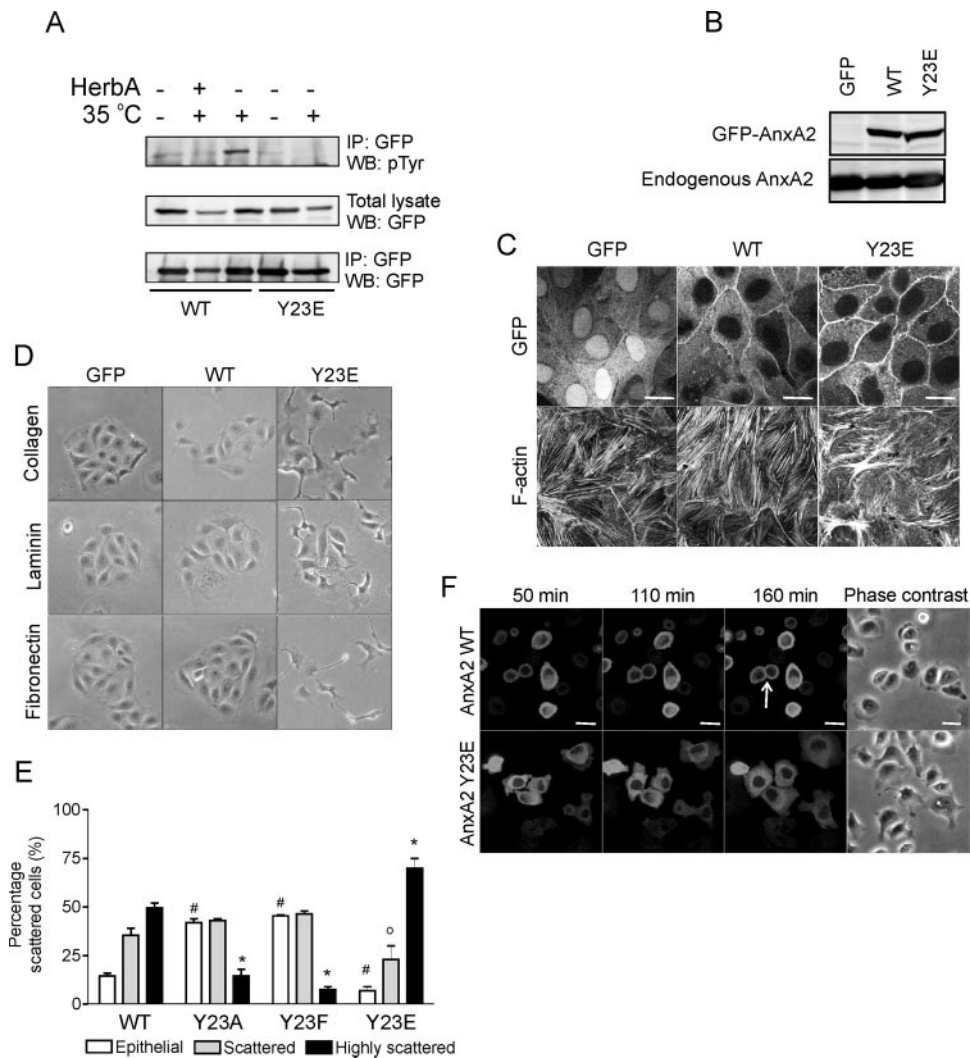 A
HerbA - + - - -
35 °C - + + - +
IP: GFP
WB: pTyr
Total lysate
WB: GFP
IP: GFP
WB: GFP
WT Y23E
B
GFP WT Y23E
GFP-AnxA2
Endogenous AnxA2
C
GFP WT Y23E
GFP
F-actin
D
GFP WT Y23E
Collagen
Laminin
Fibronectin
E
Percentage
scattered cells (%)
100
75
50
25
0
# * # * # o *
WT Y23A Y23F Y23E
Epithelial Scattered Highly scattered
F
50 min 110 min 160 min Phase contrast
AnxA2 WT
AnxA2 Y23E